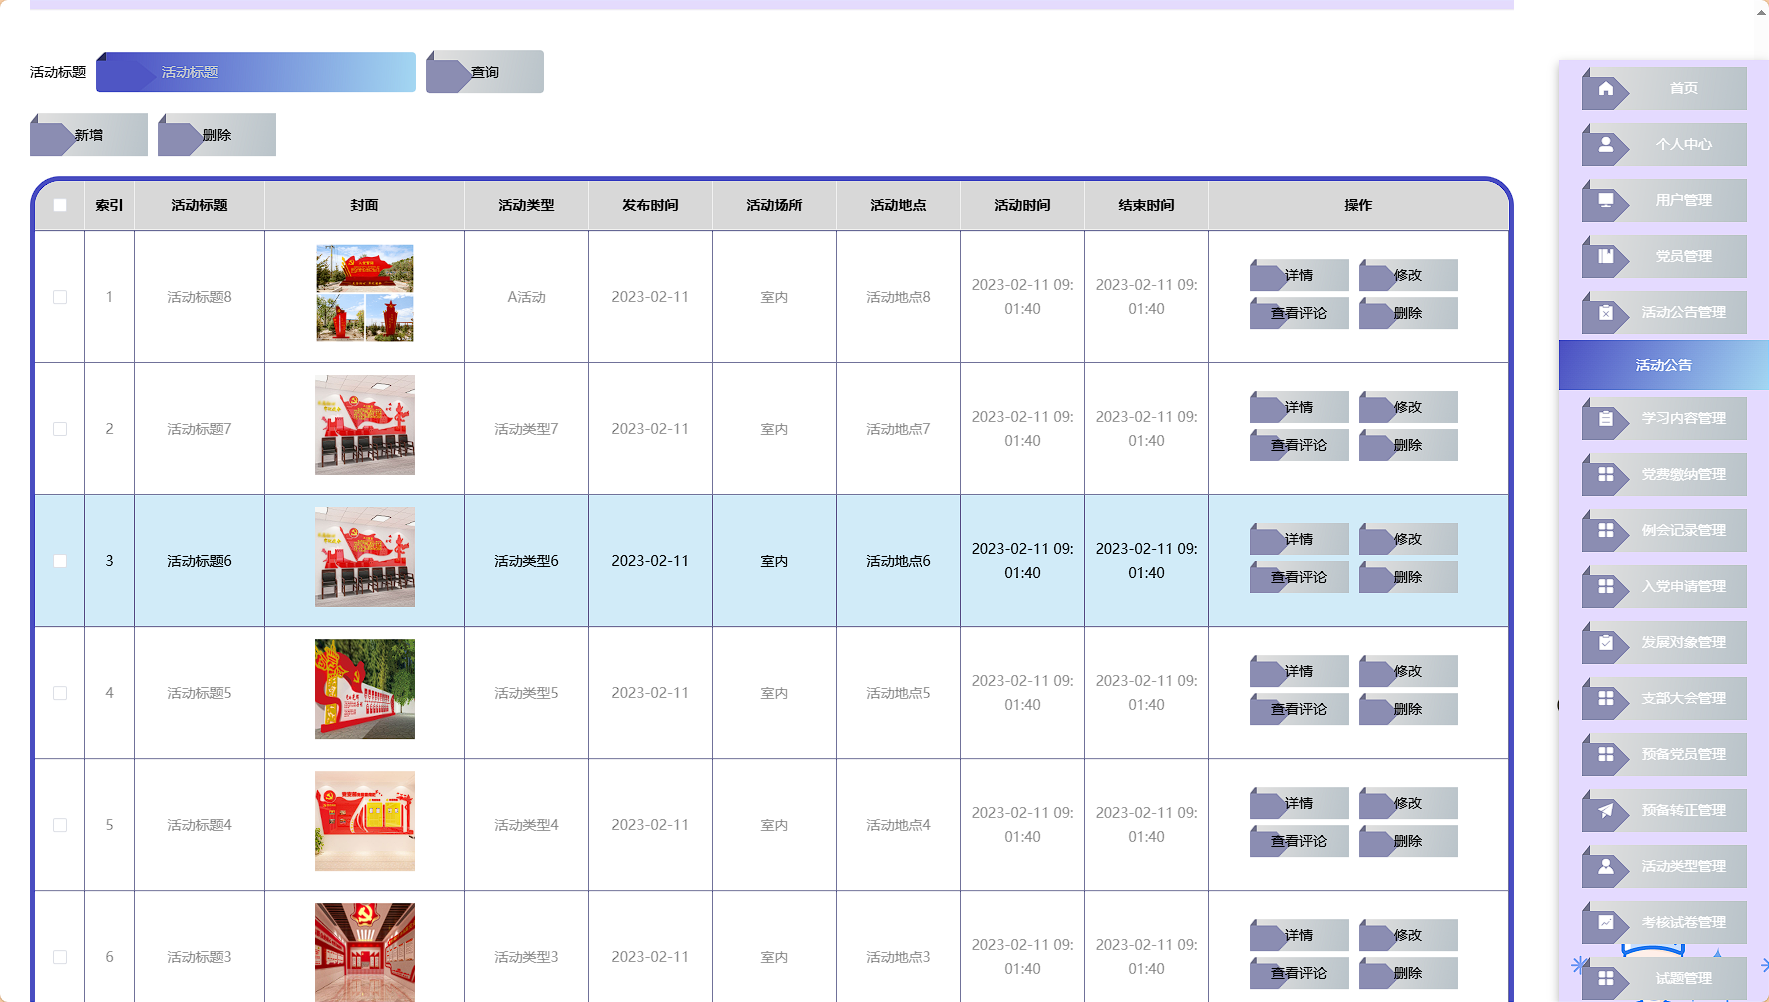 活动标题 活动标题 查询
新增 删除
索引 活动标题 封面 活动类型 发布时间 活动场所 活动地点 活动时间 结束时间 操作
1 活动标题8 A活动 2023-02-11 室内 活动地点8 2023-02-11 09:01:40 2023-02-11 09:01:40 详情 修改 查看评论 删除
2 活动标题7 活动类型7 2023-02-11 室内 活动地点7 2023-02-11 09:01:40 2023-02-11 09:01:40 详情 修改 查看评论 删除
3 活动标题6 活动类型6 2023-02-11 室内 活动地点6 2023-02-11 09:01:40 2023-02-11 09:01:40 详情 修改 查看评论 删除
4 活动标题5 活动类型5 2023-02-11 室内 活动地点5 2023-02-11 09:01:40 2023-02-11 09:01:40 详情 修改 查看评论 删除
5 活动标题4 活动类型4 2023-02-11 室内 活动地点4 2023-02-11 09:01:40 2023-02-11 09:01:40 详情 修改 查看评论 删除
6 活动标题3 活动类型3 2023-02-11 室内 活动地点3 2023-02-11 09:01:40 2023-02-11 09:01:40 详情 修改 查看评论 删除
首页
个人中心
用户管理
党员管理
活动公告管理
活动公告
学习内容管理
党费缴纳管理
例会记录管理
入党申请管理
发展对象管理
支部大会管理
预备党员管理
预备转正管理
活动类型管理
考核试卷管理
试题管理